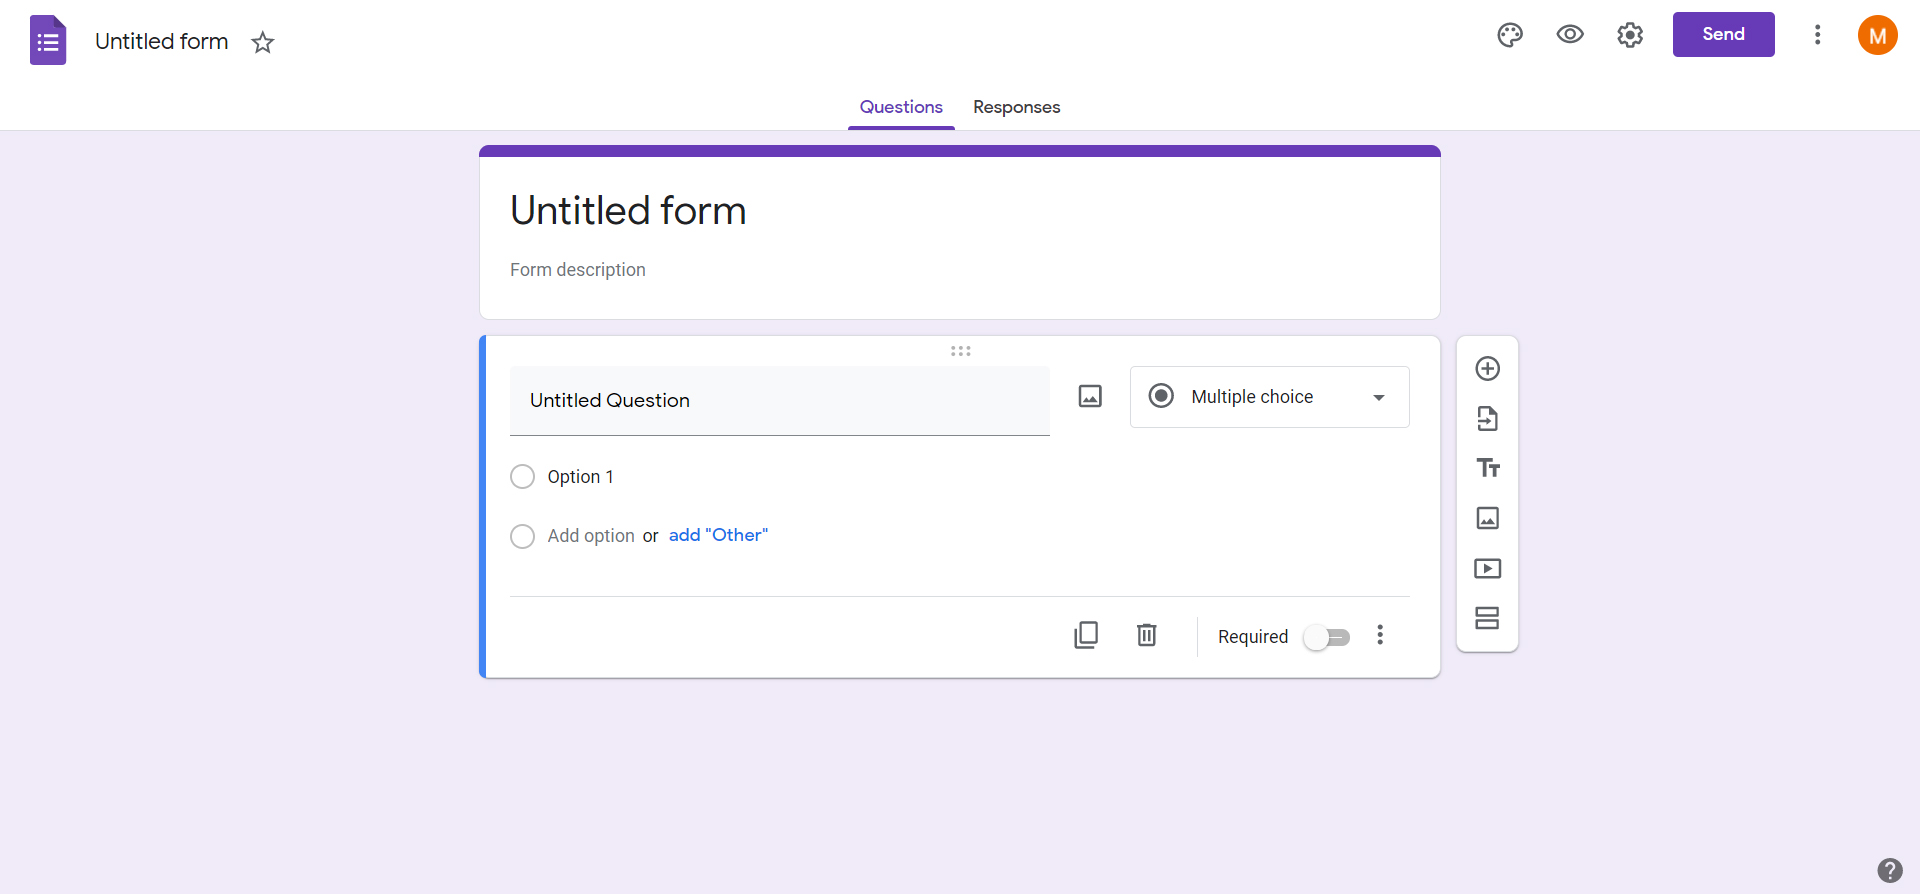 Untitled form
Send
M
Questions Responses
Untitled form
Form description
Untitled Question
Multiple choice
Option 1
Add option or add "Other"
Required